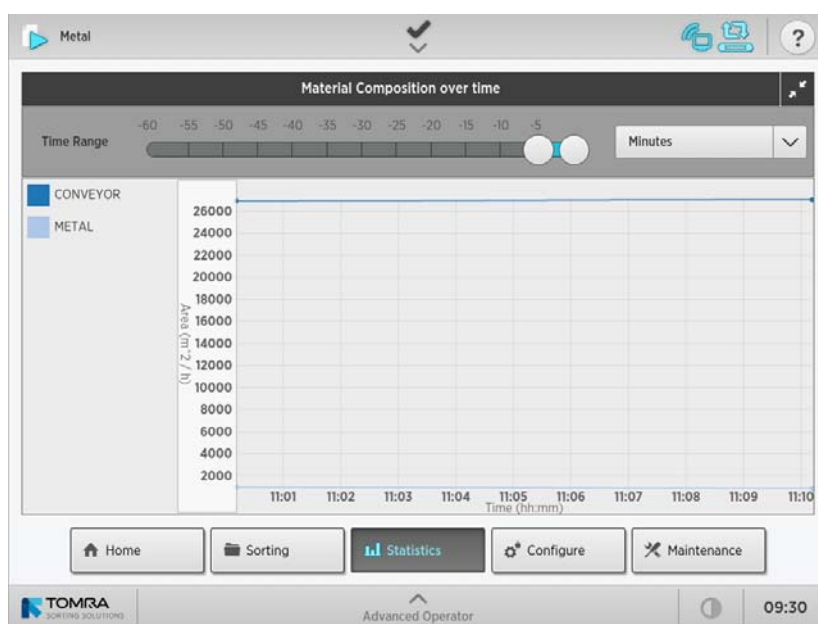 Metal
?
Material Composition over time
Time Range
-60 -55 -50 -45 -40 -35 -30 -25 -20 -15 -10 -5
Minutes
CONVEYOR
METAL
26000
24000
22000
20000
18000
16000
14000
12000
10000
8000
6000
4000
2000
Area (m^2 / h)
11:01 11:02 11:03 11:04 11:05 11:06 11:07 11:08 11:09 11:10
Time (hh:mm)
Home
Sorting
Statistics
Configure
Maintenance
TOMRA
SORTING SOLUTIONS
Advanced Operator
09:30